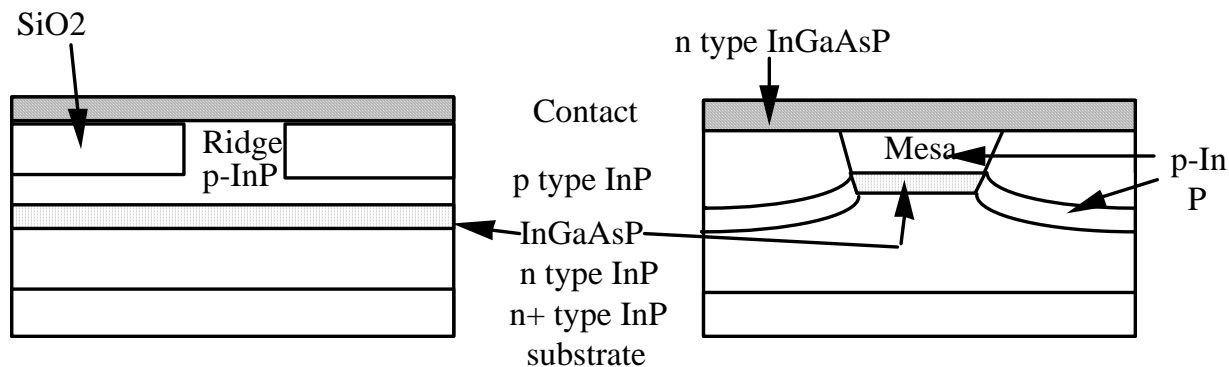 SiO2
n type InGaAsP
Contact
Ridge
p-InP
Mesa
p type InP
p-In
P
InGaAsP
n type InP
n+ type InP
substrate